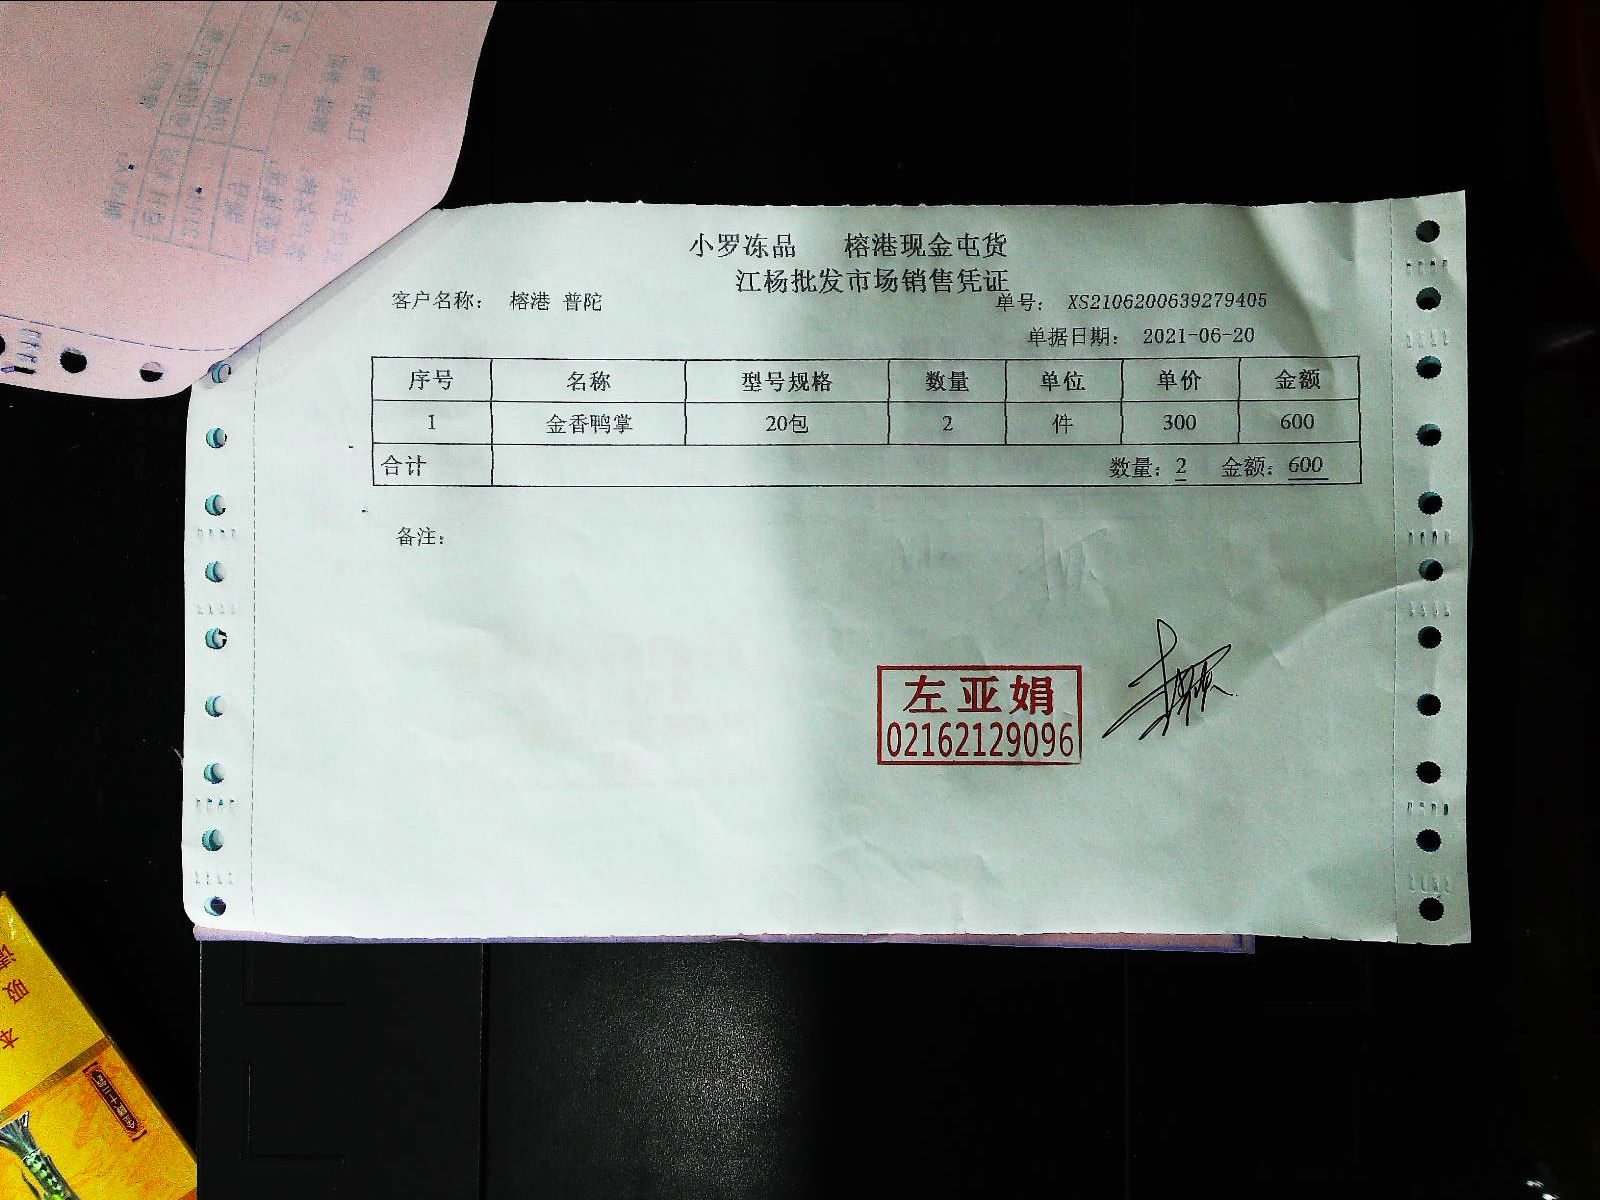 小罗冻品 榕港现金屯货
江杨批发市场销售凭证
客户名称： 榕港 普陀 单号： XS2106200639279405
单据日期： 2021-06-20
序号 名称 型号规格 数量 单位 单价 金额
1 金香鸭掌 20包 2 件 300 600
合计 数量：2 金额：600
备注：
左亚娟
02162129096